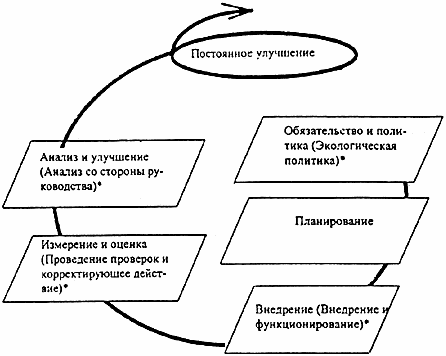 Постоянное улучшение
Обязательство и поли-
тика (Экологическая
политика)*
Планирование
Внедрение (Внедрение и
функционирование)*
Измерение и оценка
(Проведение проверок и
корректирующее дейст-
вие)*
Анализ и улучшение
(Анализ со стороны ру-
ководства)*